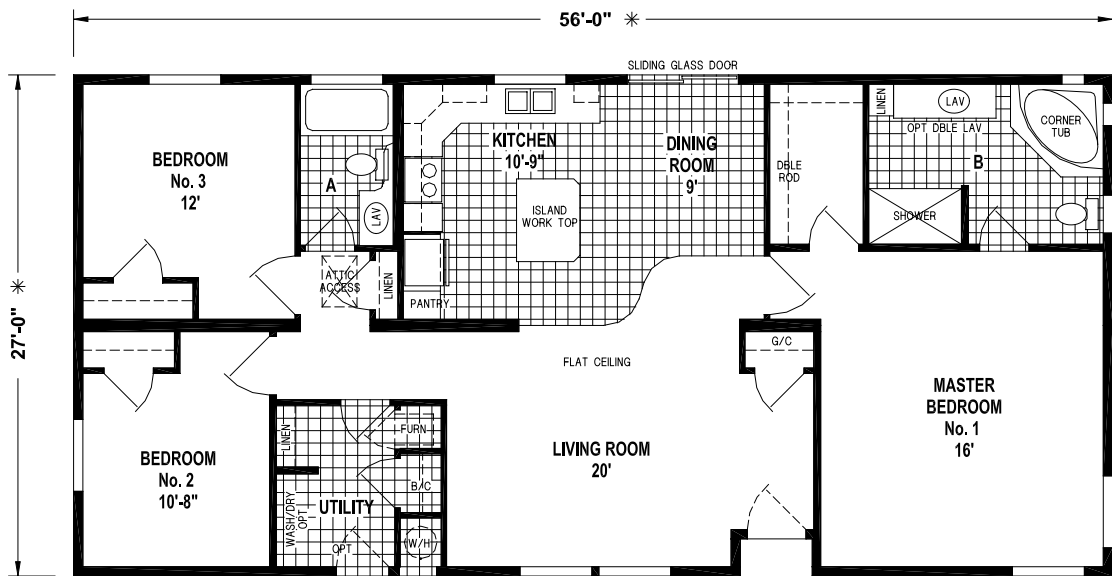 56'-0" ✳
27'-0" ✳
SLIDING GLASS DOOR
BEDROOM
No. 3
12'
A
LAV
KITCHEN
10'-9"
DINING
ROOM
9'
ISLAND
WORK TOP
DBLE
ROD
LINEN
LAV
OPT DBLE LAV
CORNER
TUB
B
SHOWER
ATTIC
ACCESS
LINEN
PANTRY
FLAT CEILING
G/C
MASTER
BEDROOM
No. 1
16'
BEDROOM
No. 2
10'-8"
LINEN
FURN
B/C
WASH/DRY
OPT
UTILITY
OPT
W/H
LIVING ROOM
20'